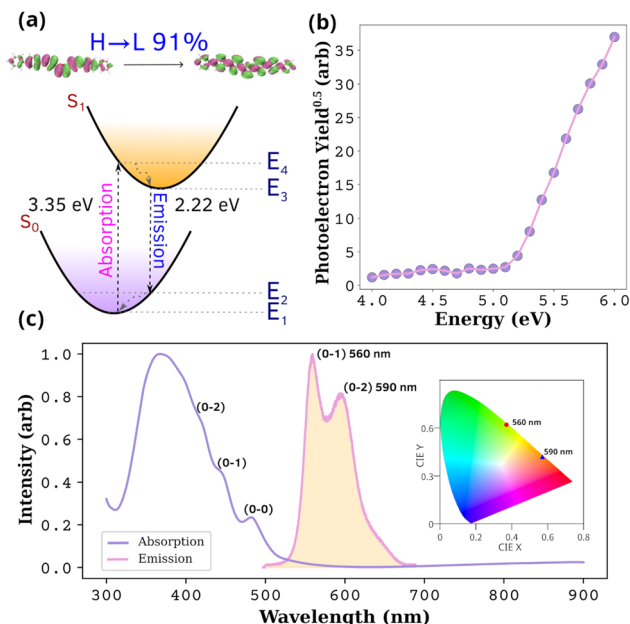 (a)
H→L 91%
S1
E4
E3
3.35 eV
Absorption
Emission
2.22 eV
S0
E2
E1
(b)
Photoelectron Yield^0.5 (arb)
35
30
25
20
15
10
5
0
4.0 4.5 5.0 5.5 6.0
Energy (eV)
(c)
Intensity (arb)
1.0
0.8
0.6
0.4
0.2
0.0
(0-2)
(0-1)
(0-0)
(0-1) 560 nm
(0-2) 590 nm
Absorption
Emission
300 400 500 600 700 800 900
Wavelength (nm)
CIE Y
0.6
0.3
0
560 nm
590 nm
0 0.4 0.8
CIE X